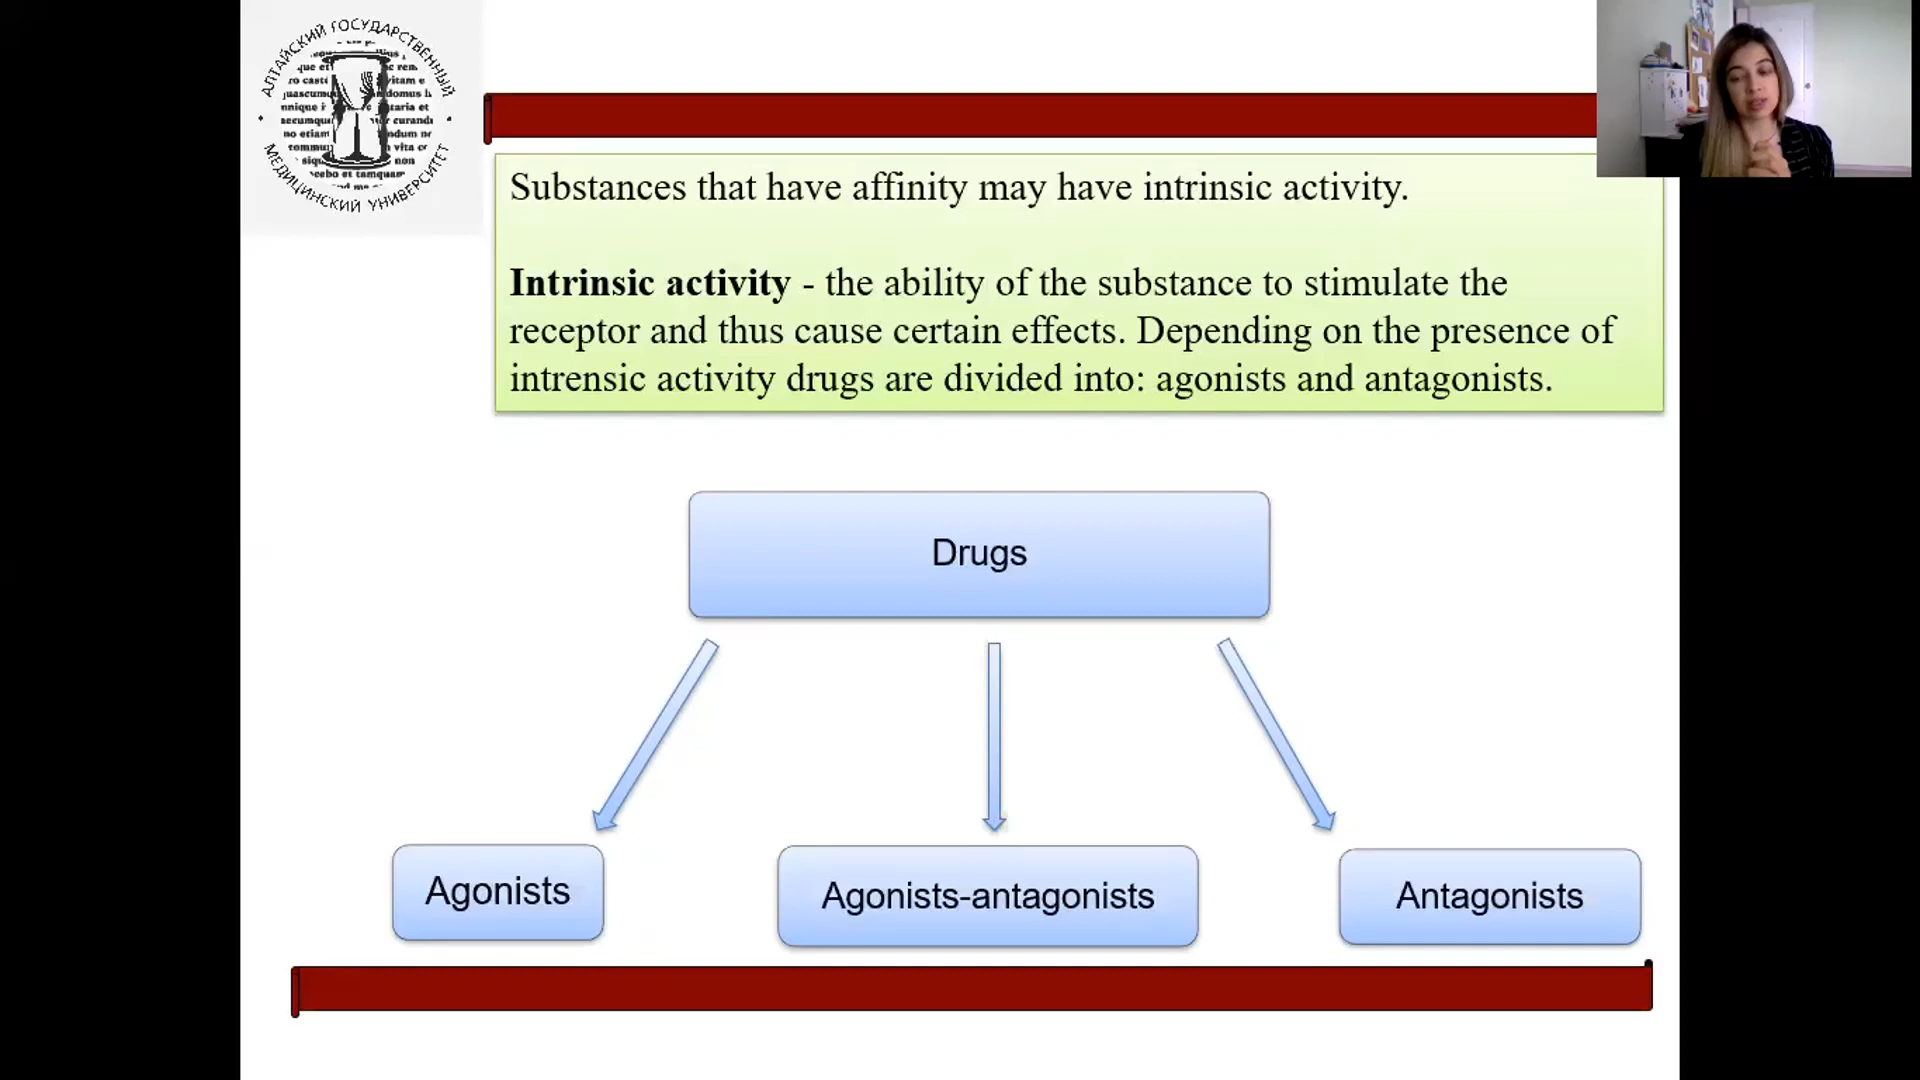 АЛТАЙСКИЙ ГОСУДАРСТВЕННЫЙ
МЕДИЦИНСКИЙ УНИВЕРСИТЕТ
Substances that have affinity may have intrinsic activity.
Intrinsic activity - the ability of the substance to stimulate the
receptor and thus cause certain effects. Depending on the presence of
intrensic activity drugs are divided into: agonists and antagonists.
Drugs
Agonists
Agonists-antagonists
Antagonists